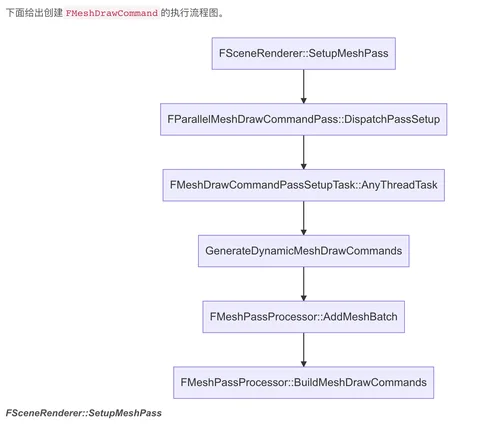 下面给出创建 FMeshDrawCommand 的执行流程图。
FSceneRenderer::SetupMeshPass
FParallelMeshDrawCommandPass::DispatchPassSetup
FMeshDrawCommandPassSetupTask::AnyThreadTask
GenerateDynamicMeshDrawCommands
FMeshPassProcessor::AddMeshBatch
FMeshPassProcessor::BuildMeshDrawCommands
FSceneRenderer::SetupMeshPass